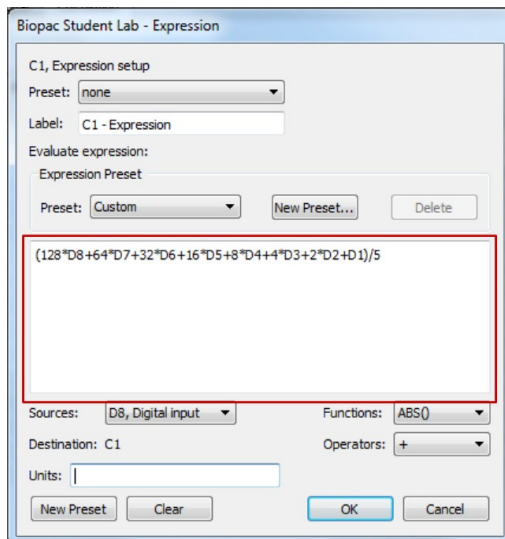 Biopac Student Lab - Expression
C1, Expression setup
Preset: none
Label: C1 - Expression
Evaluate expression:
Expression Preset
Preset: Custom New Preset... Delete
(128*D8+64*D7+32*D6+16*D5+8*D4+4*D3+2*D2+D1)/5
Sources: D8, Digital input Functions: ABS()
Destination: C1 Operators: +
Units:
New Preset Clear OK Cancel